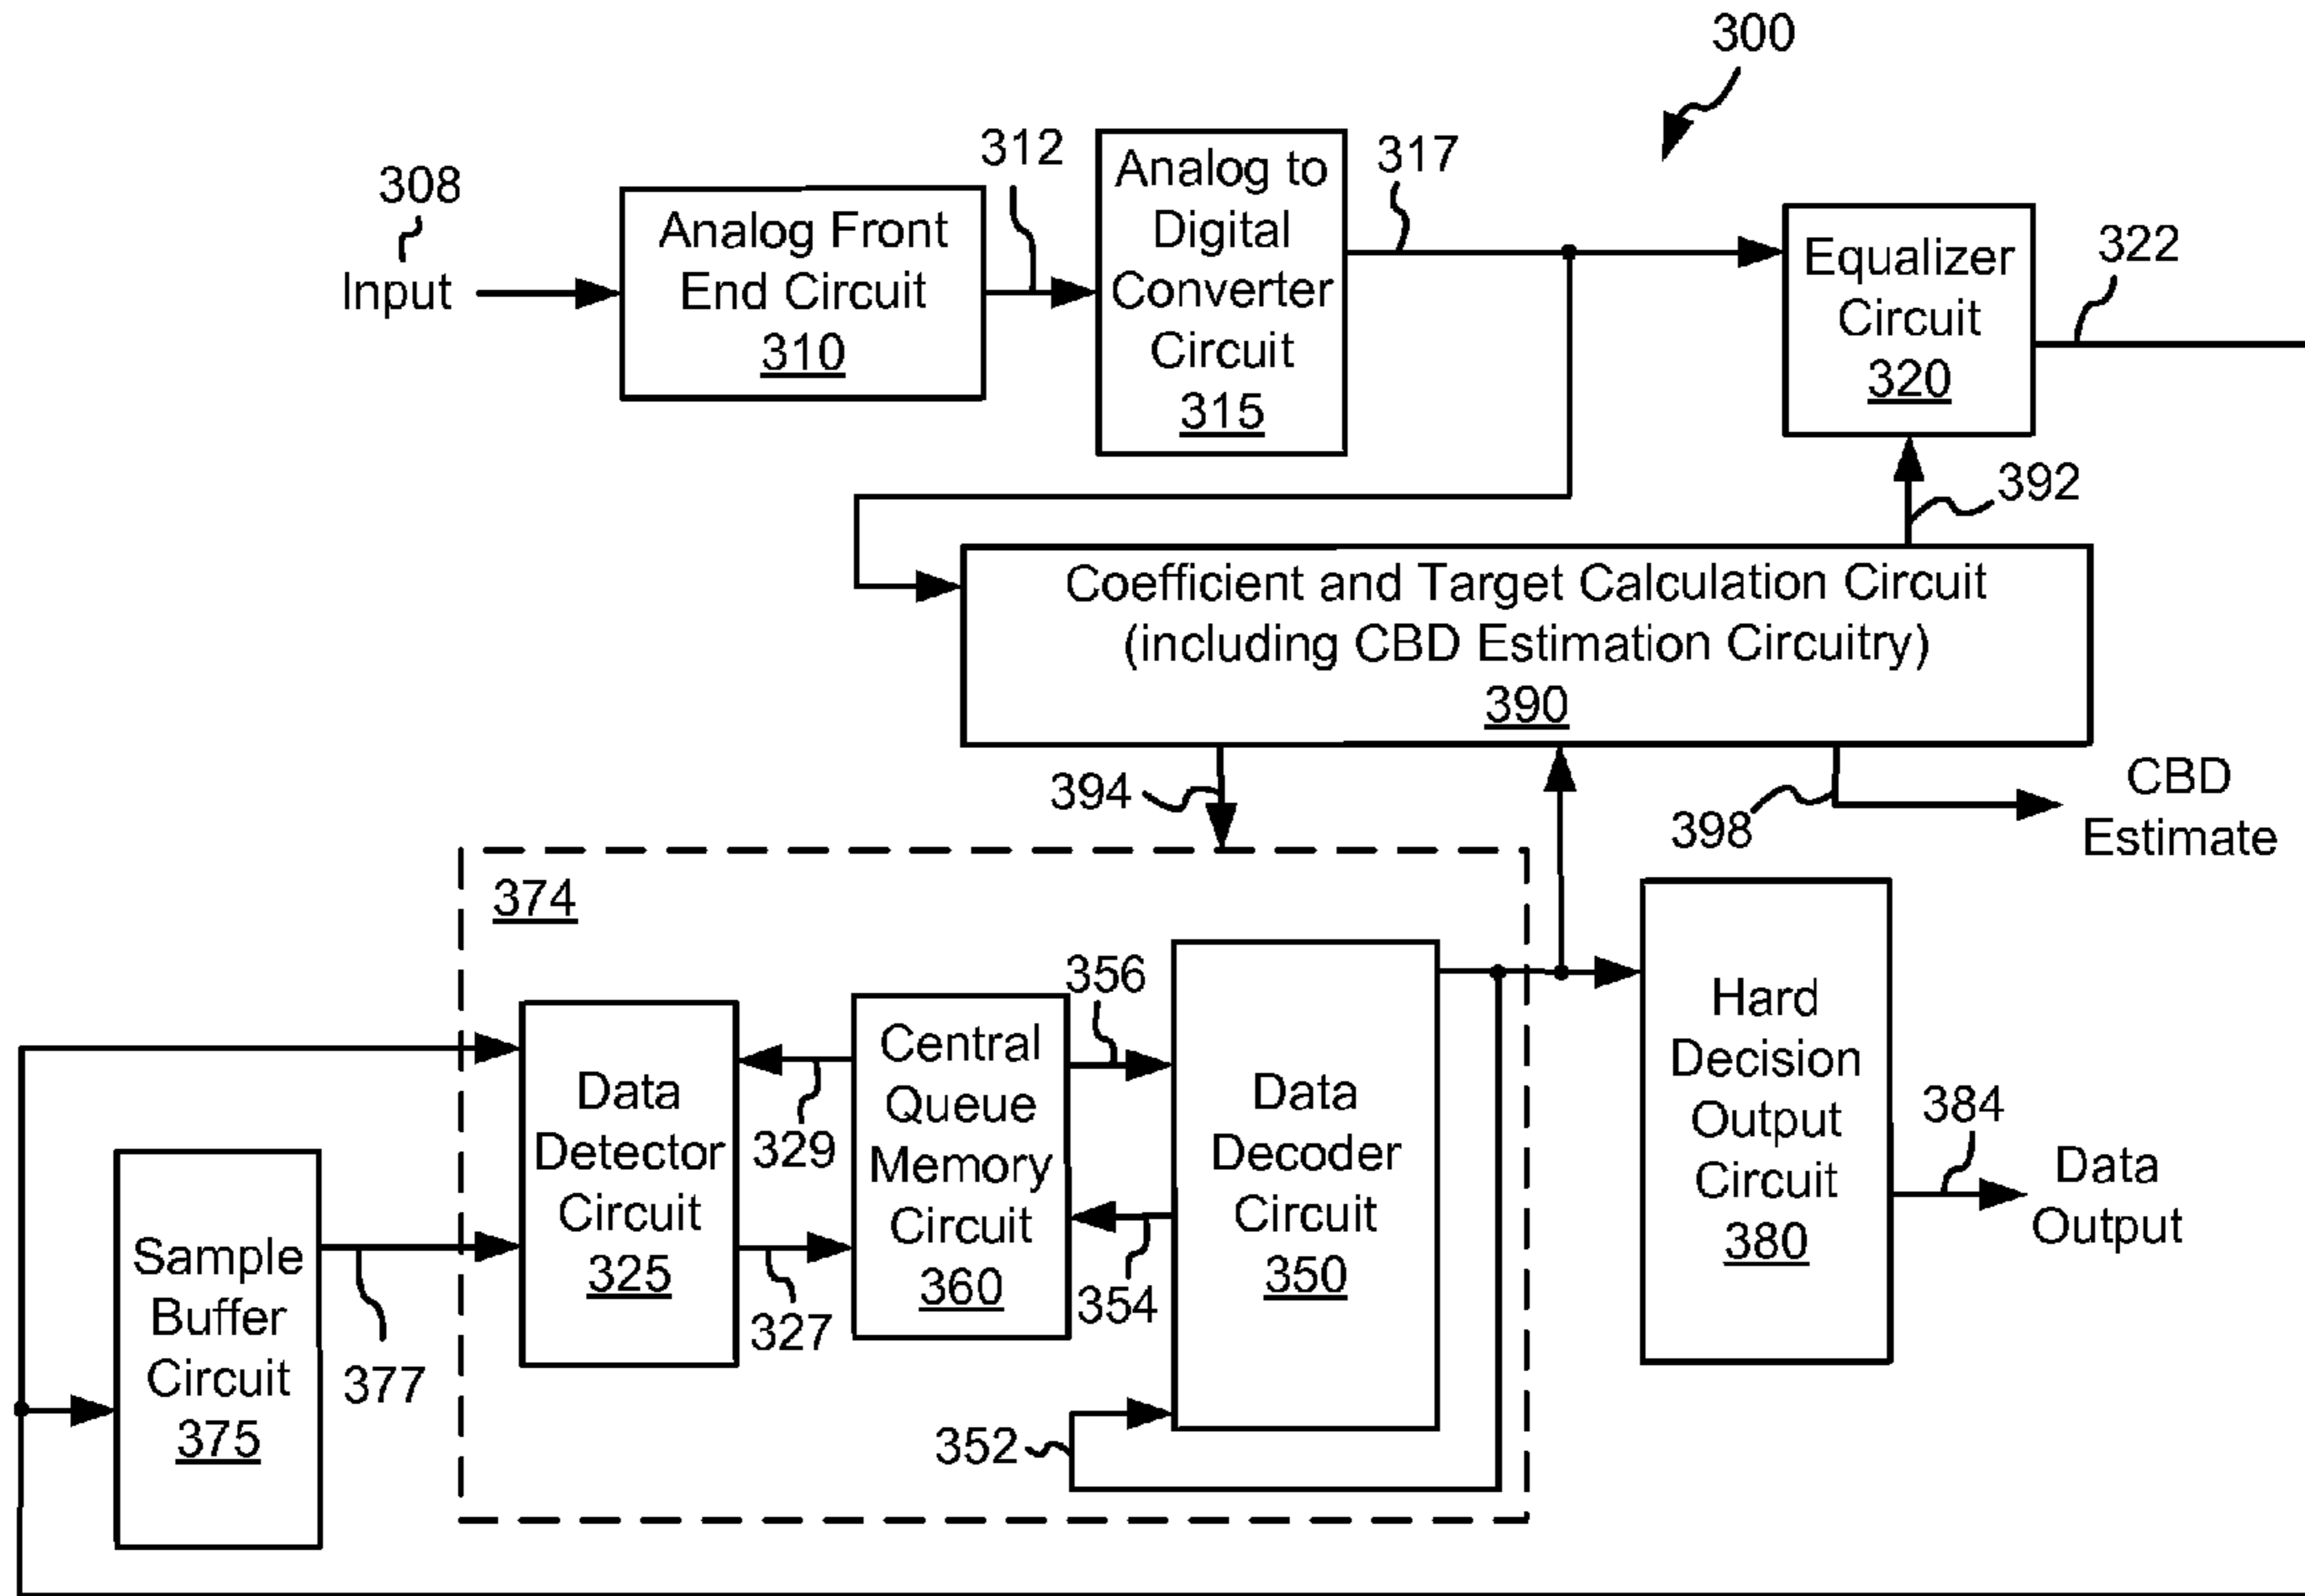 300
308
Input
Analog Front
End Circuit
310
312
Analog to
Digital
Converter
Circuit
315
317
Equalizer
Circuit
320
322
392
Coefficient and Target Calculation Circuit
(including CBD Estimation Circuitry)
390
394
398
CBD
Estimate
374
Data
Detector
Circuit
325
329
327
Central
Queue
Memory
Circuit
360
356
354
352
Data
Decoder
Circuit
350
Hard
Decision
Output
Circuit
380
384
Data
Output
Sample
Buffer
Circuit
375
377